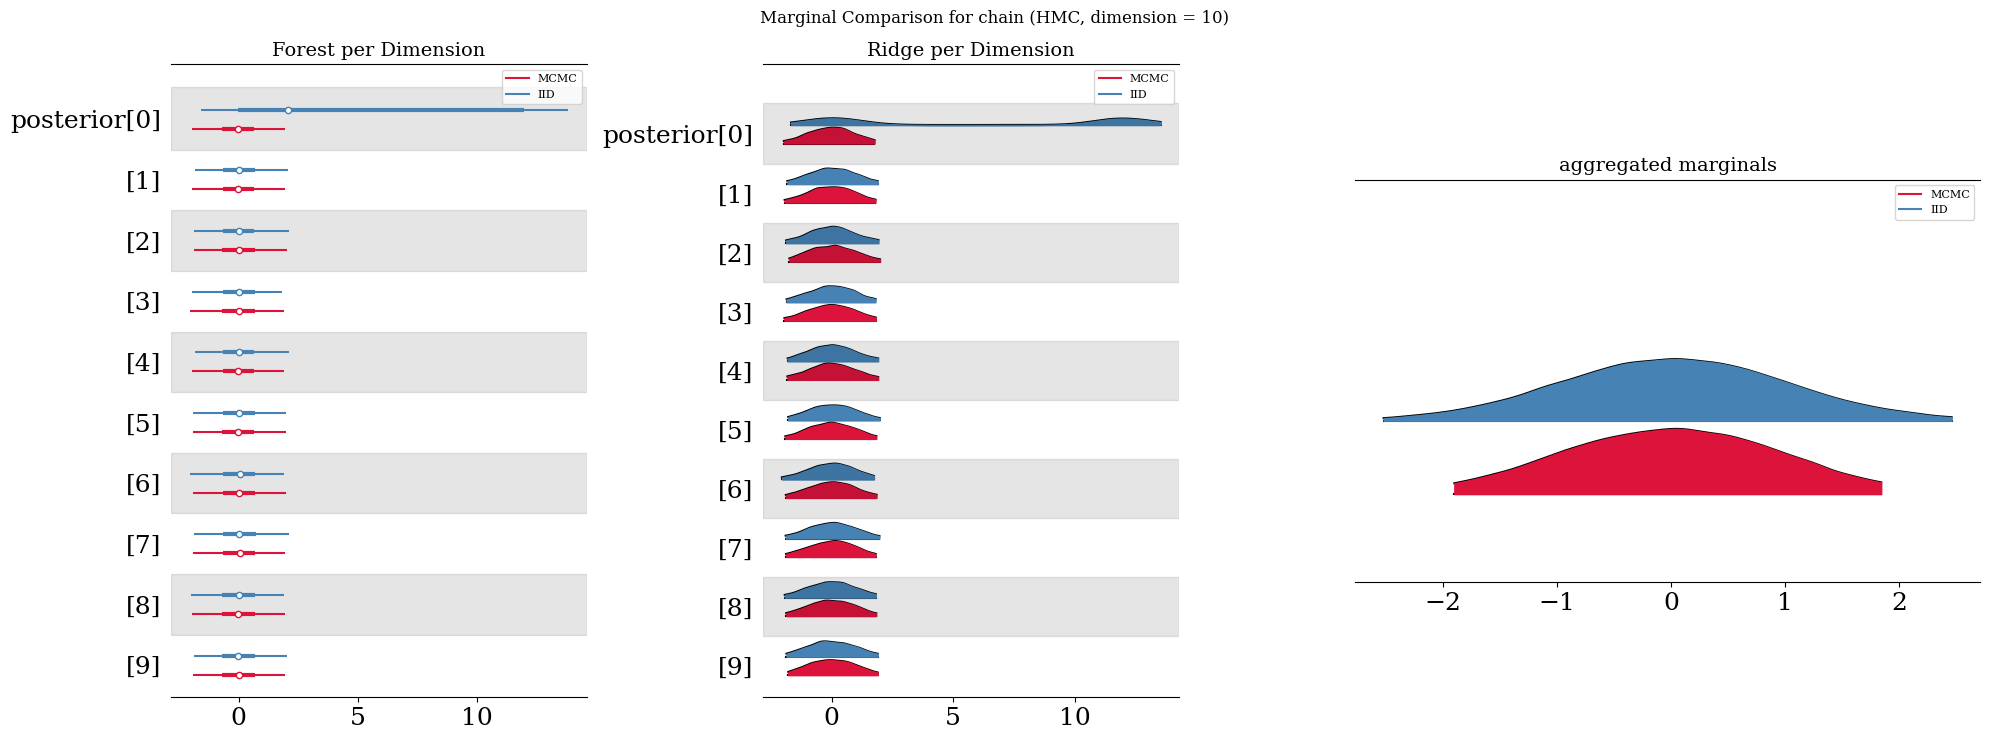 Marginal Comparison for chain (HMC, dimension = 10)
Forest per Dimension
MCMC
IID
posterior[0]
[1]
[2]
[3]
[4]
[5]
[6]
[7]
[8]
[9]
0 5 10
Ridge per Dimension
MCMC
IID
posterior[0]
[1]
[2]
[3]
[4]
[5]
[6]
[7]
[8]
[9]
0 5 10
aggregated marginals
MCMC
IID
−2 −1 0 1 2